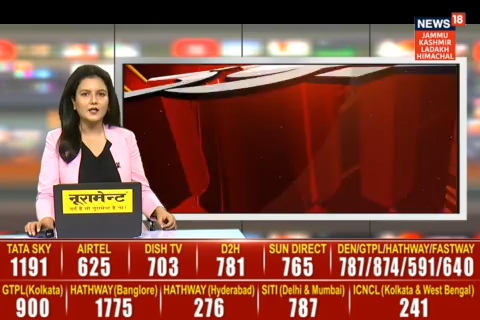 NEWS 18
JAMMU
KASHMIR
LADAKH
HIMACHAL
नूरामेन्ट
TATA SKY AIRTEL DISH TV D2H SUN DIRECT DEN/GTPL/HATHWAY/FASTWAY
1191 625 703 781 765 787/874/591/640
GTPL(Kolkata) HATHWAY(Banglore) HATHWAY(Hyderabad) SITI (Delhi & Mumbai) ICNCL(Kolkata & West Bengal)
900 1775 276 787 241